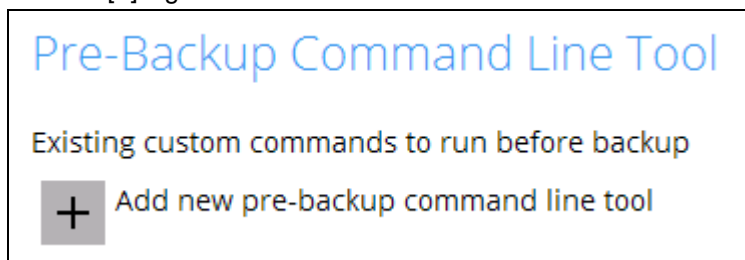 Pre-Backup Command Line Tool
Existing custom commands to run before backup
+ Add new pre-backup command line tool